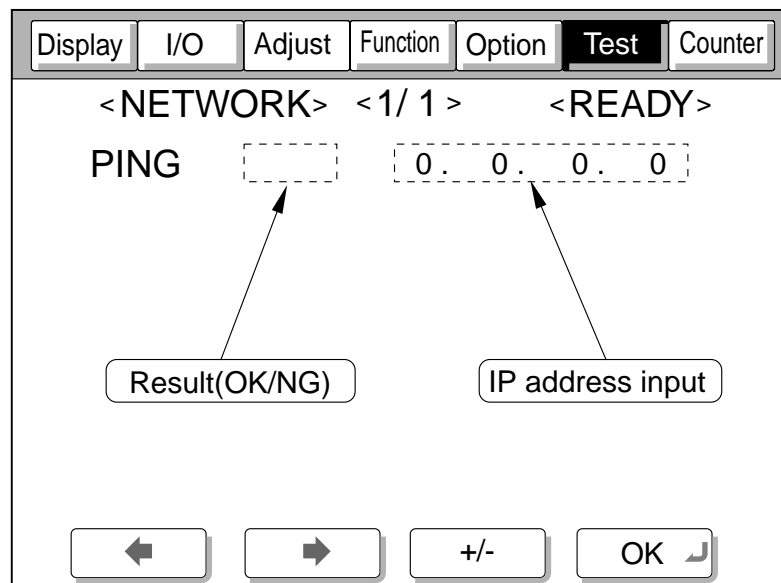 Display I/O Adjust Function Option Test Counter
<NETWORK> <1/ 1 > <READY>
PING 0. 0. 0. 0
Result(OK/NG) IP address input
+/- OK